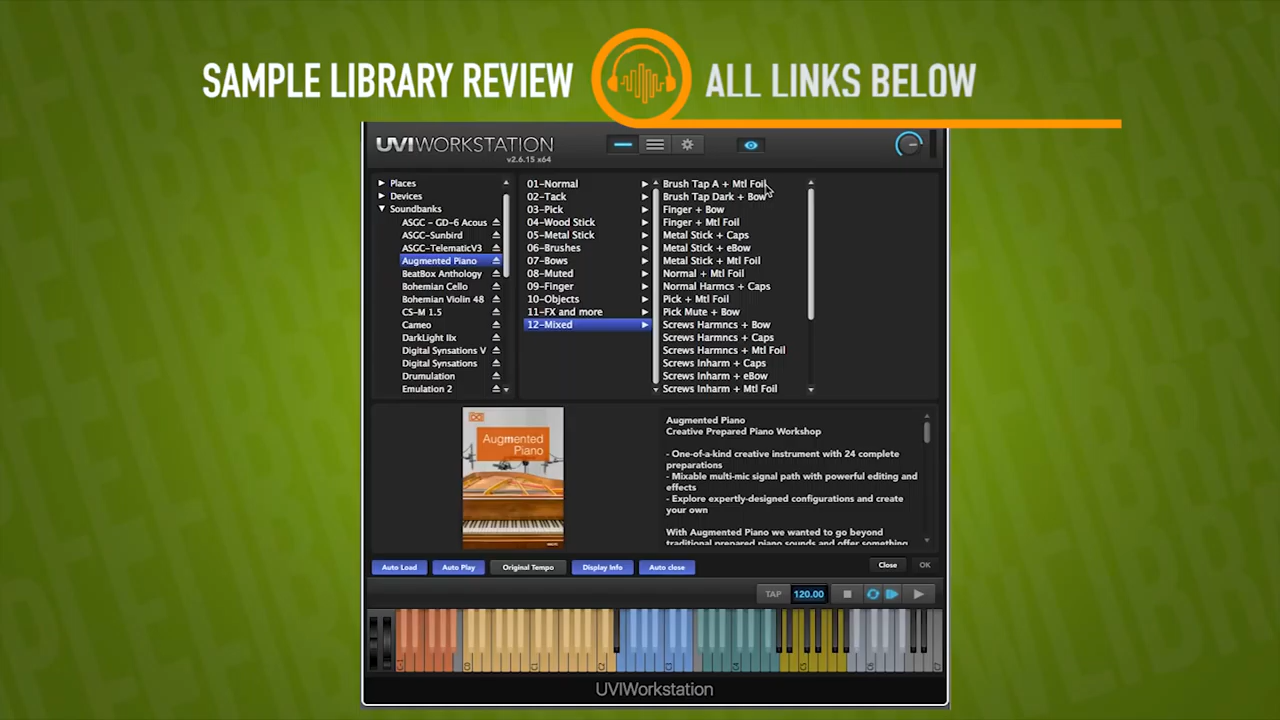 SAMPLE LIBRARY REVIEW
ALL LINKS BELOW
UVIWORKSTATION
v2.6.15 x64
Places
Devices
Soundbanks
ASGC - GD-6 Acous
ASGC-Sunbird
ASGC-TelematicV3
Augmented Piano
BeatBox Anthology
Bohemian Cello
Bohemian Violin 48
CS-M 1.5
Cameo
DarkLight IIx
Digital Synsations V
Digital Synsations
Drumulation
Emulation 2
01-Normal
02-Tack
03-Pick
04-Wood Stick
05-Metal Stick
06-Brushes
07-Bows
08-Muted
09-Finger
10-Objects
11-FX and more
12-Mixed
Brush Tap A + Mtl Foil
Brush Tap Dark + Bow
Finger + Bow
Finger + Mtl Foil
Metal Stick + Caps
Metal Stick + eBow
Metal Stick + Mtl Foil
Normal + Mtl Foil
Normal Harmcs + Caps
Pick + Mtl Foil
Pick Mute + Bow
Screws Harmncs + Bow
Screws Harmncs + Caps
Screws Harmncs + Mtl Foil
Screws Inharm + Caps
Screws Inharm + eBow
Screws Inharm + Mtl Foil
Augmented
Piano
Augmented Piano
Creative Prepared Piano Workshop
- One-of-a-kind creative instrument with 24 complete
preparations
- Mixable multi-mic signal path with powerful editing and
effects
- Explore expertly-designed configurations and create
your own
With Augmented Piano we wanted to go beyond
traditional prepared piano sounds and offer something
Auto Load
Auto Play
Original Tempo
Display Info
Auto close
Close
OK
TAP
120.00
UVIWorkstation